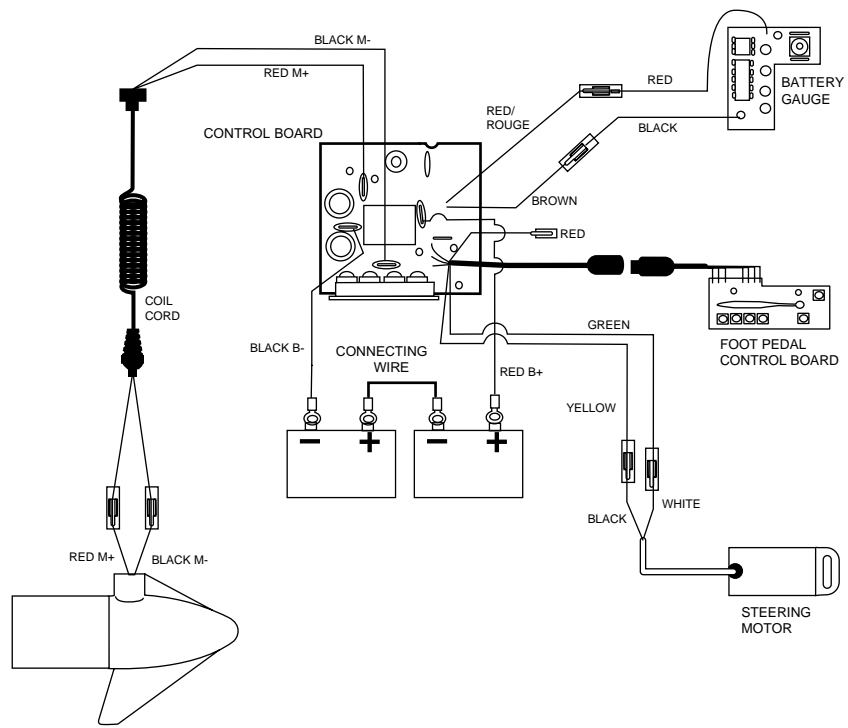 BLACK M-
RED M+
CONTROL BOARD
RED/
ROUGE
RED
BLACK
BATTERY
GAUGE
BROWN
RED
COIL
CORD
GREEN
FOOT PEDAL
CONTROL BOARD
BLACK B-
CONNECTING
WIRE
RED B+
YELLOW
WHITE
BLACK
RED M+
BLACK M-
STEERING
MOTOR